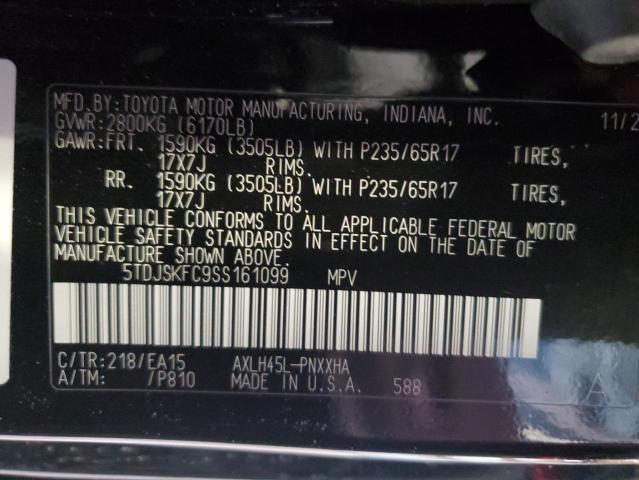 MFD.BY:TOYOTA MOTOR MANUFACTURING, INDIANA, INC. 11/2
GVWR:2800KG (6170LB)
GAWR:FRT. 1590KG (3505LB) WITH P235/65R17 TIRES,
17X7J RIMS.
RR. 1590KG (3505LB) WITH P235/65R17 TIRES,
17X7J RIMS.
THIS VEHICLE CONFORMS TO ALL APPLICABLE FEDERAL MOTOR
VEHICLE SAFETY STANDARDS IN EFFECT ON THE DATE OF
MANUFACTURE SHOWN ABOVE.
5TDJSKFC9SS161099 MPV
C/TR:218/EA15 AXLH45L-PNXXHA
A/TM: /P810 MADE IN U.S.A. 588 A